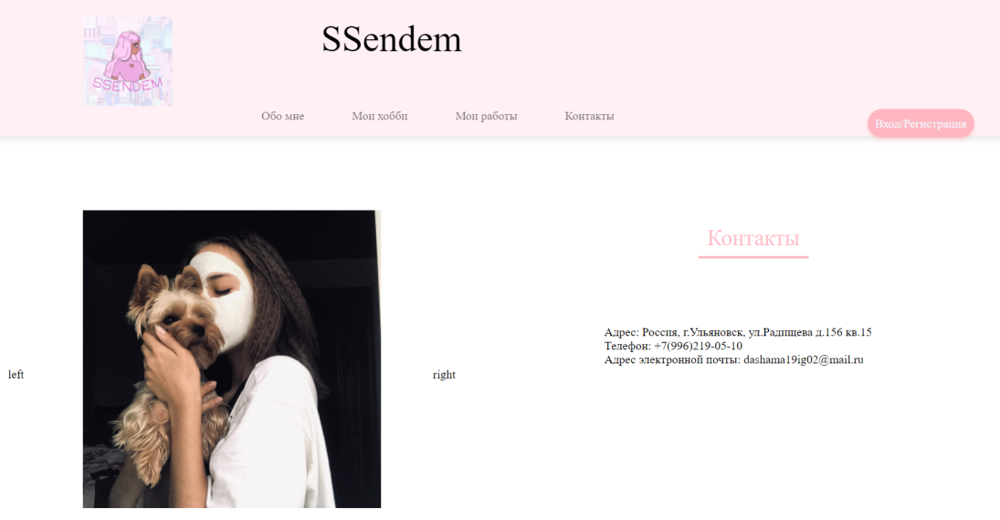 SSendem
SSENDEM
Обо мне
Мои хобби
Мои работы
Контакты
Вход/Регистрация
left
right
Контакты
Адрес: Россия, г.Ульяновск, ул.Радищева д.156 кв.15
Телефон: +7(996)219-05-10
Адрес электронной почты: dashama19ig02@mail.ru